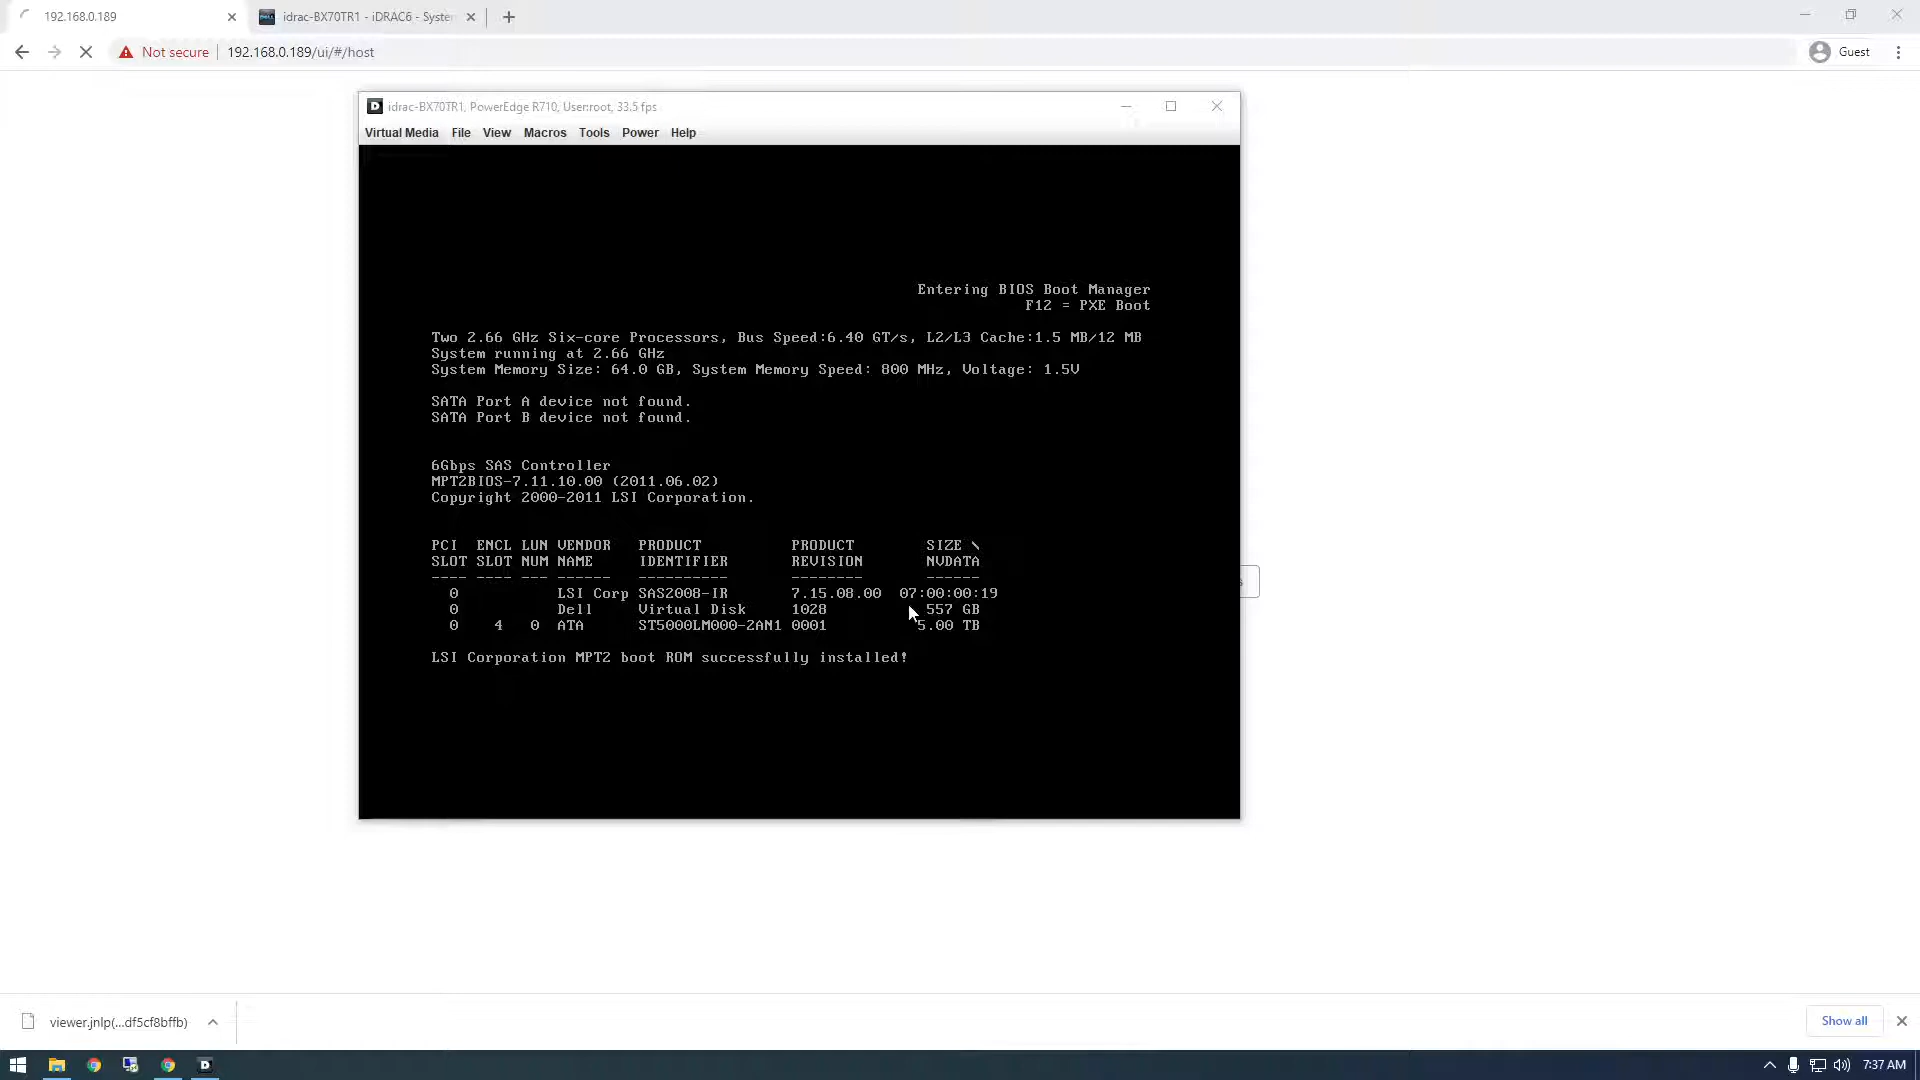 192.168.0.189
idrac-BX70TR1 - iDRAC6 - Syste
Not secure
192.168.0.189/ui/#/host
Guest
idrac-BX70TR1, PowerEdge R710, User:root, 33.5 fps
Virtual Media File View Macros Tools Power Help
Entering BIOS Boot Manager
F12 = PXE Boot
Two 2.66 GHz Six-core Processors, Bus Speed:6.40 GT/s, L2/L3 Cache:1.5 MB/12 MB
System running at 2.66 GHz
System Memory Size: 64.0 GB, System Memory Speed: 800 MHz, Voltage: 1.5V
SATA Port A device not found.
SATA Port B device not found.
6Gbps SAS Controller
MPT2BIOS-7.11.10.00 (2011.06.02)
Copyright 2000-2011 LSI Corporation.
PCI ENCL LUN VENDOR PRODUCT PRODUCT SIZE \
SLOT SLOT NUM NAME IDENTIFIER REVISION NVDATA
---- ---- --- ------ ---------- -------- ------
0 LSI Corp SAS2008-IR 7.15.08.00 07:00:00:19
0 Dell Virtual Disk 1028 557 GB
0 4 0 ATA ST5000LM000-2AN1 0001 5.00 TB
LSI Corporation MPT2 boot ROM successfully installed!
viewer.jnlp(...df5cf8bffb)
Show all
7:37 AM